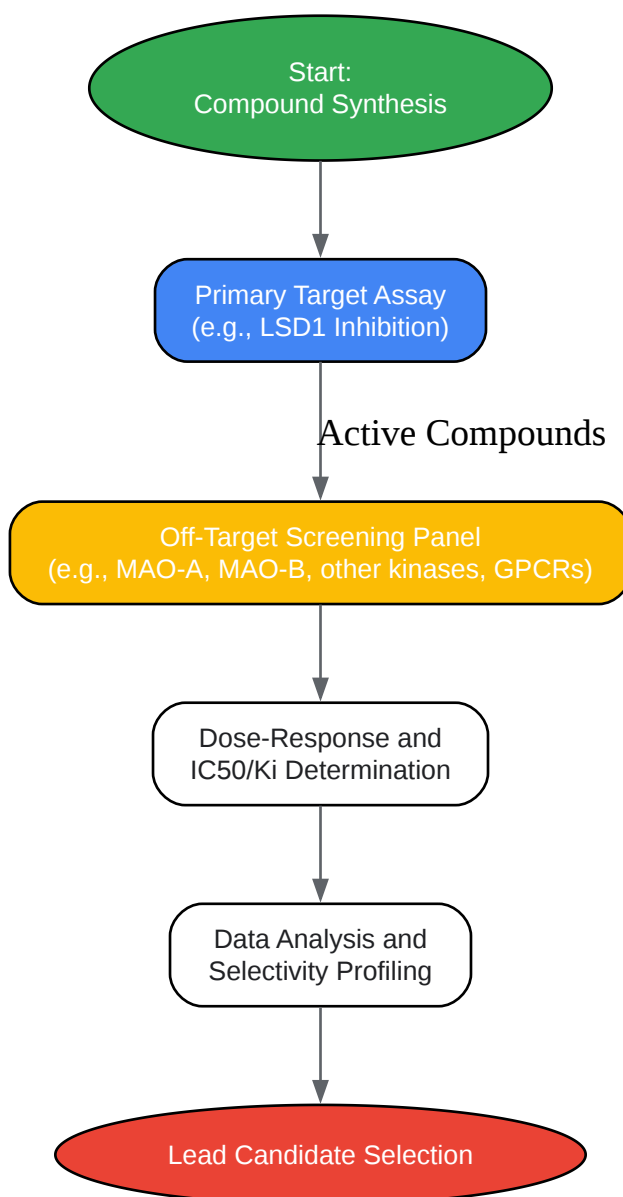 Start:
Compound Synthesis
Primary Target Assay
(e.g., LSD1 Inhibition)
Active Compounds
Off-Target Screening Panel
(e.g., MAO-A, MAO-B, other kinases, GPCRs)
Dose-Response and
IC50/Ki Determination
Data Analysis and
Selectivity Profiling
Lead Candidate Selection